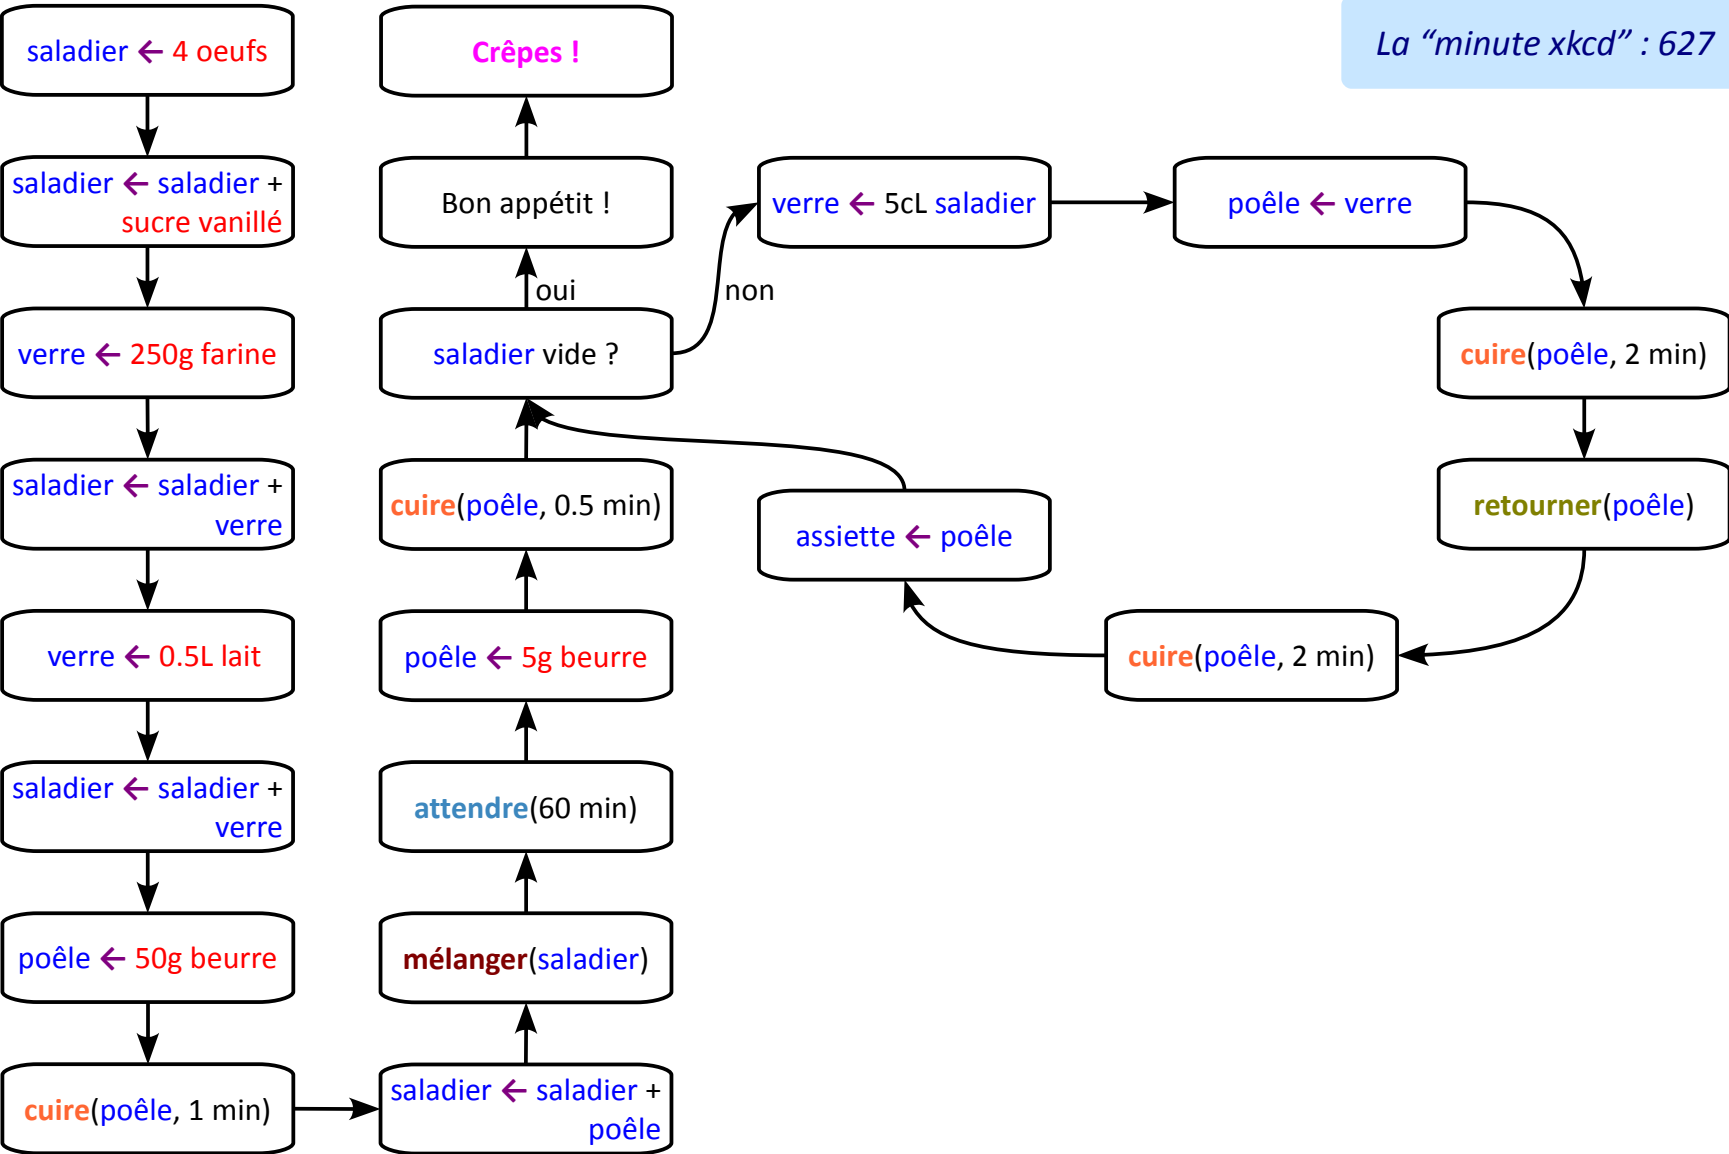 La “minute xkcd” : 627
saladier ← 4 oeufs
saladier ← saladier +
sucre vanillé
verre ← 250g farine
saladier ← saladier +
verre
verre ← 0.5L lait
saladier ← saladier +
verre
poêle ← 50g beurre
cuire(poêle, 1 min)
saladier ← saladier +
poêle
mélanger(saladier)
attendre(60 min)
poêle ← 5g beurre
cuire(poêle, 0.5 min)
saladier vide ?
oui
Bon appétit !
Crêpes !
non
verre ← 5cL saladier
poêle ← verre
cuire(poêle, 2 min)
retourner(poêle)
cuire(poêle, 2 min)
assiette ← poêle